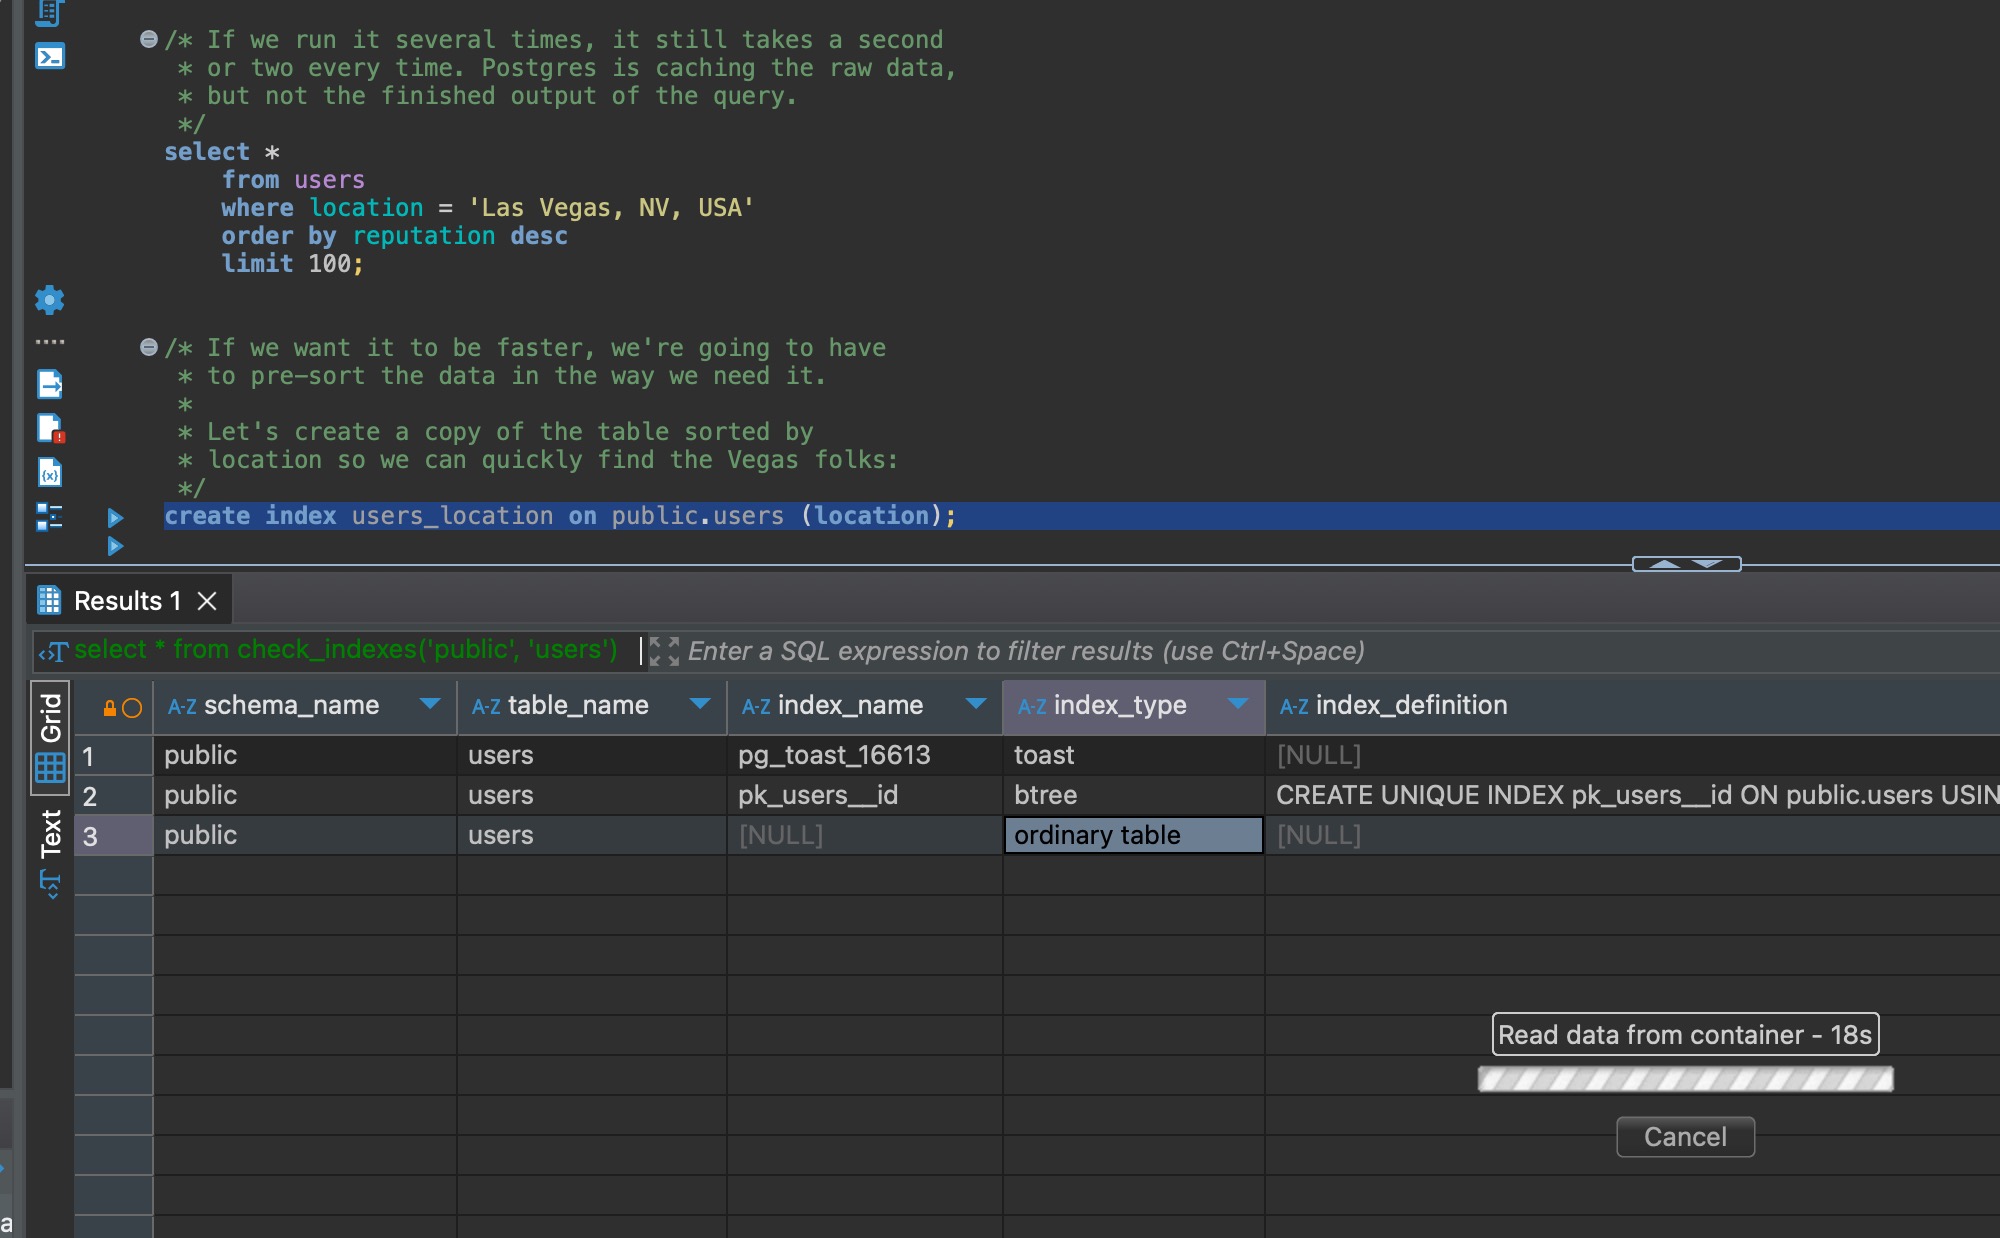 /* If we run it several times, it still takes a second
* or two every time. Postgres is caching the raw data,
* but not the finished output of the query.
*/
select *
from users
where location = 'Las Vegas, NV, USA'
order by reputation desc
limit 100;
/* If we want it to be faster, we're going to have
* to pre-sort the data in the way we need it.
*
* Let's create a copy of the table sorted by
* location so we can quickly find the Vegas folks:
*/
create index users_location on public.users (location);
Results 1
select * from check_indexes('public', 'users') Enter a SQL expression to filter results (use Ctrl+Space)
Grid
Text
A-Z schema_name A-Z table_name A-Z index_name A-Z index_type A-Z index_definition
1 public users pg_toast_16613 toast [NULL]
2 public users pk_users__id btree CREATE UNIQUE INDEX pk_users__id ON public.users USIN
3 public users [NULL] ordinary table [NULL]
Read data from container - 18s
Cancel
a